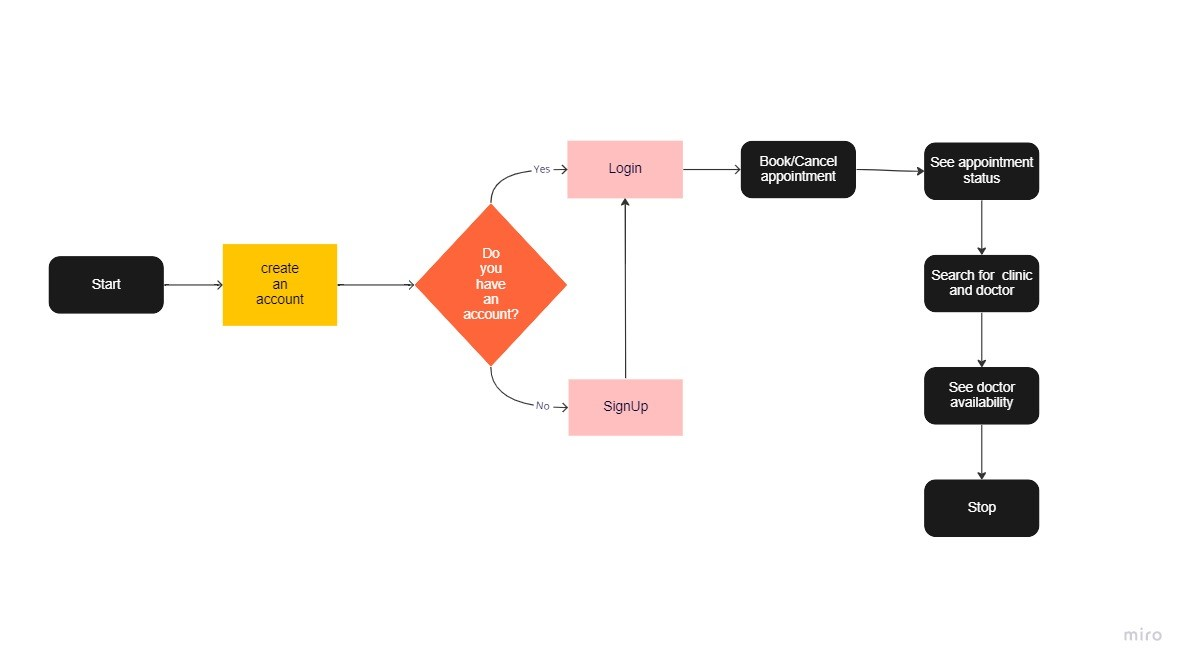 Start
create
an
account
Do
you
have
an
account?
Yes
No
Login
SignUp
Book/Cancel
appointment
See appointment
status
Search for  clinic
and doctor
See doctor
availability
Stop
miro